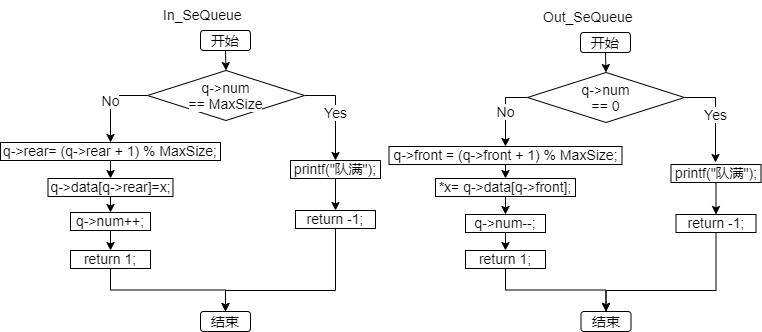 In_SeQueue
开始
q->num
== MaxSize
No
Yes
q->rear= (q->rear + 1) % MaxSize;
printf("队满");
q->data[q->rear]=x;
q->num++;
return -1;
return 1;
结束
Out_SeQueue
开始
q->num
== 0
No
Yes
q->front = (q->front + 1) % MaxSize;
printf("队满");
*x= q->data[q->front];
q->num--;
return -1;
return 1;
结束